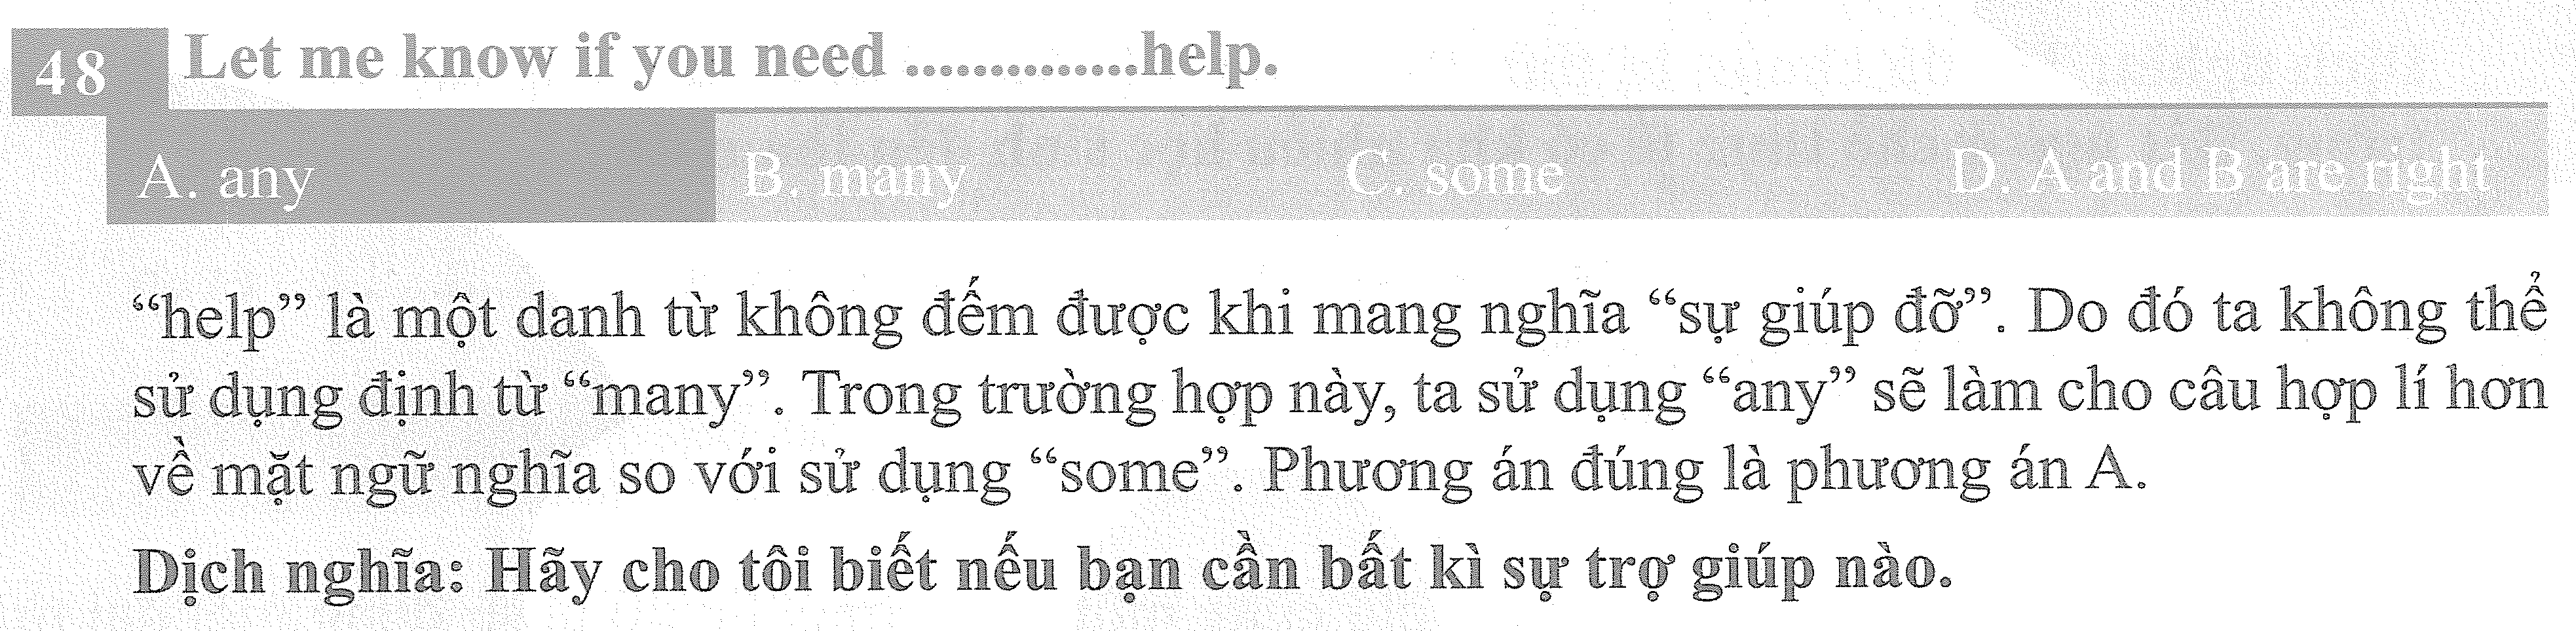 48 Let me know if you need ..............help.
A. any B. many C. some D. A and B are right
“help” là một danh từ không đếm được khi mang nghĩa “sự giúp đỡ”. Do đó ta không thể
sử dụng định từ “many”. Trong trường hợp này, ta sử dụng “any” sẽ làm cho câu hợp lí hơn
về mặt ngữ nghĩa so với sử dụng “some”. Phương án đúng là phương án A.
Dịch nghĩa: Hãy cho tôi biết nếu bạn cần bất kì sự trợ giúp nào.